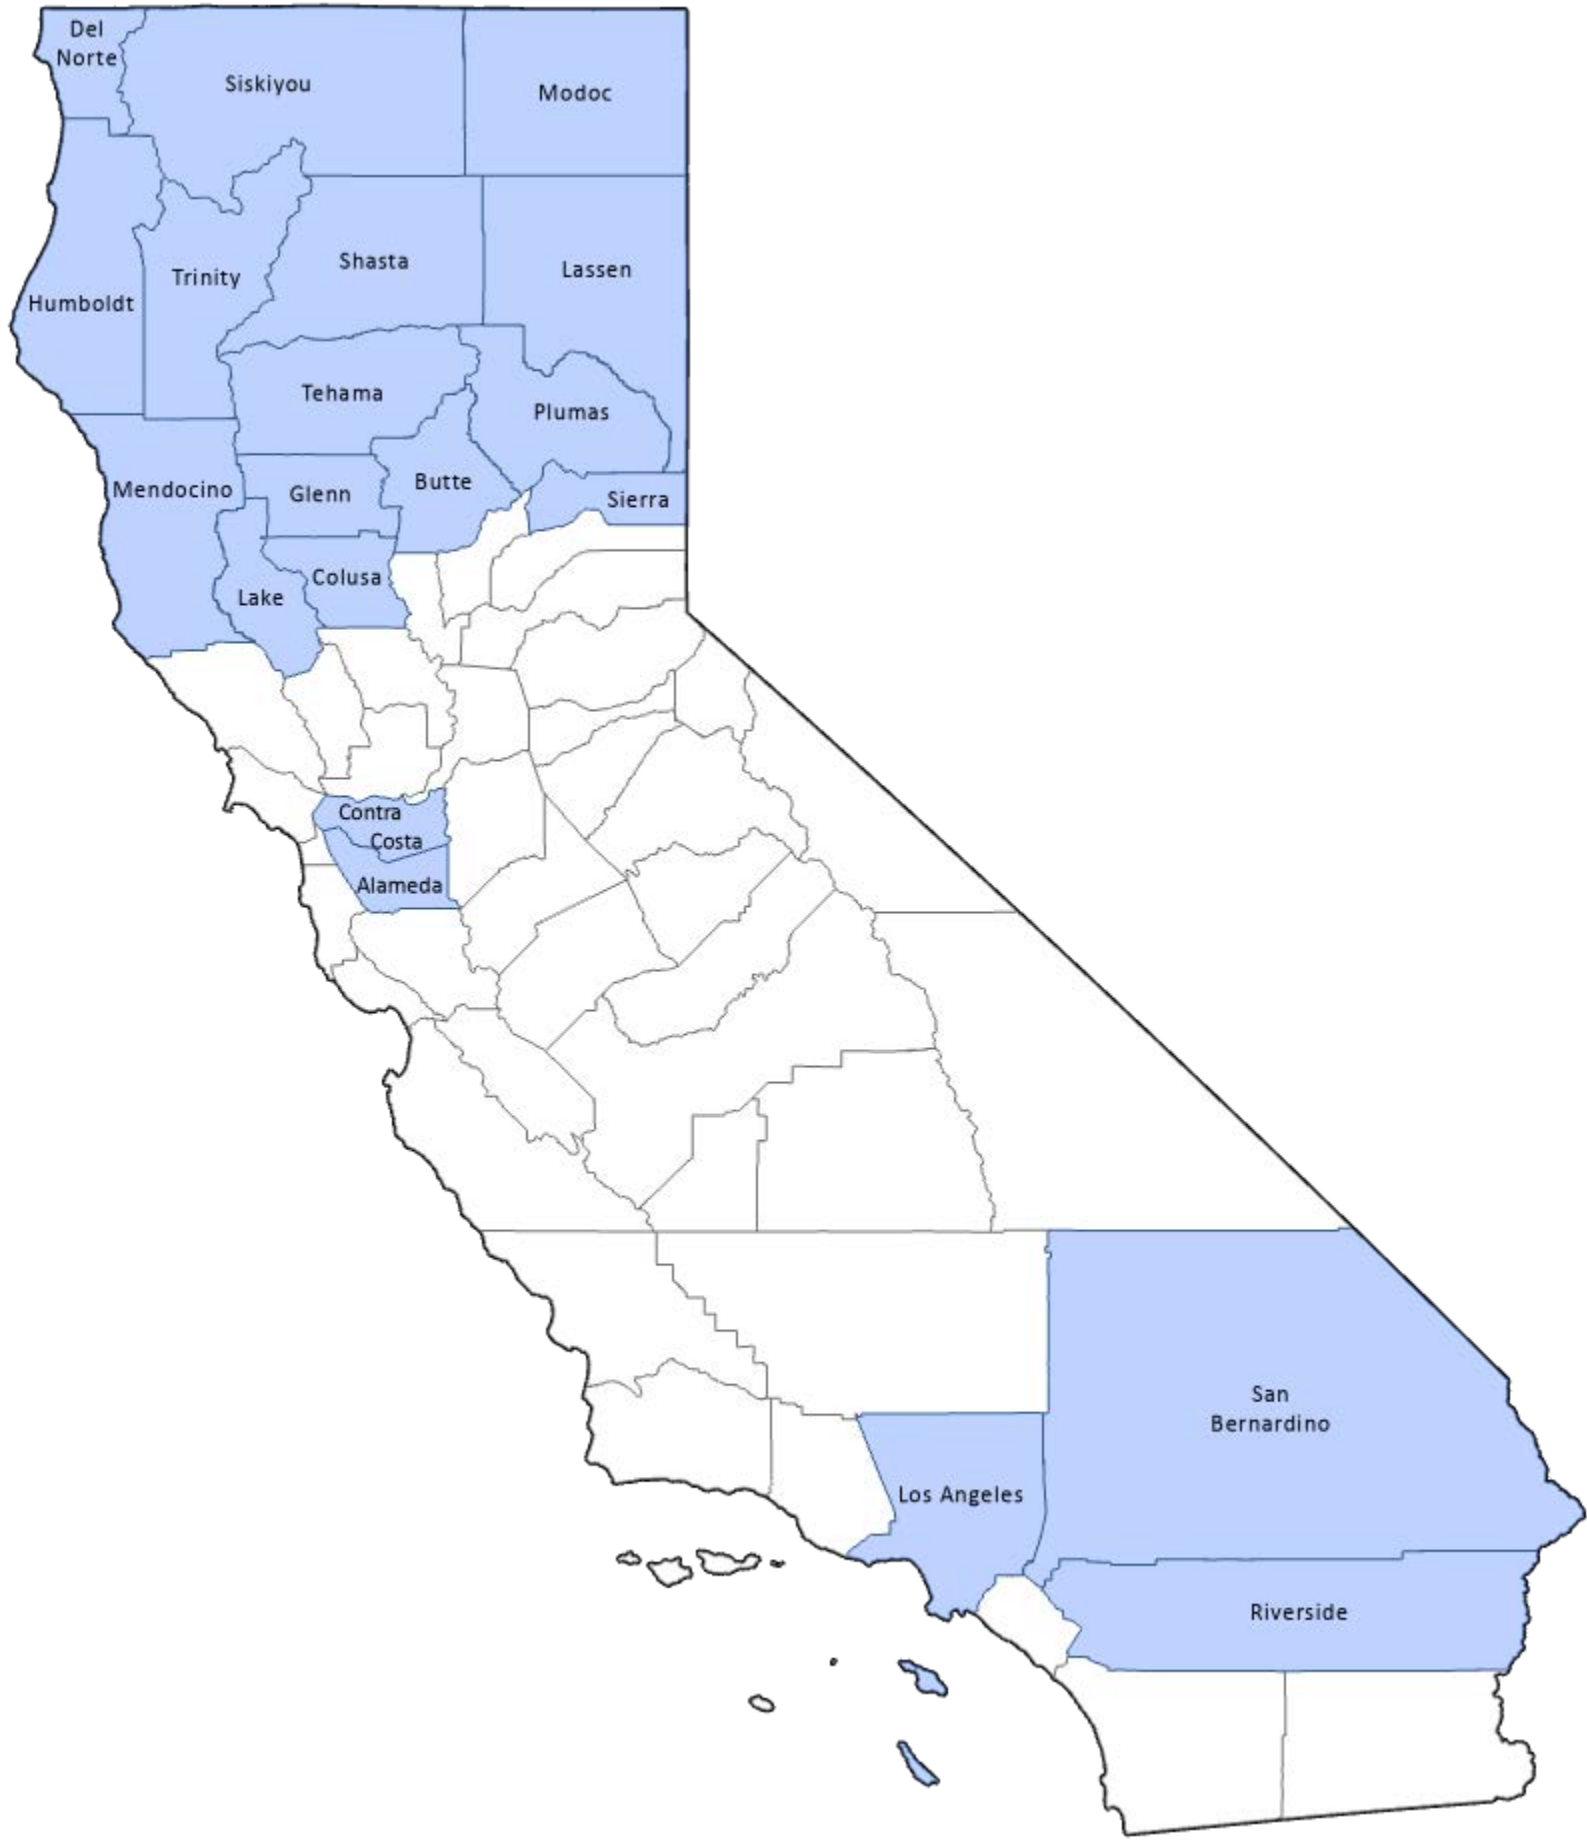 Del
Norte
Siskiyou
Modoc
Shasta
Lassen
Trinity
Humboldt
Tehama
Plumas
Butte
Mendocino
Glenn
Sierra
Colusa
Lake
Contra
Costa
Alameda
San
Bernardino
Los Angeles
Riverside